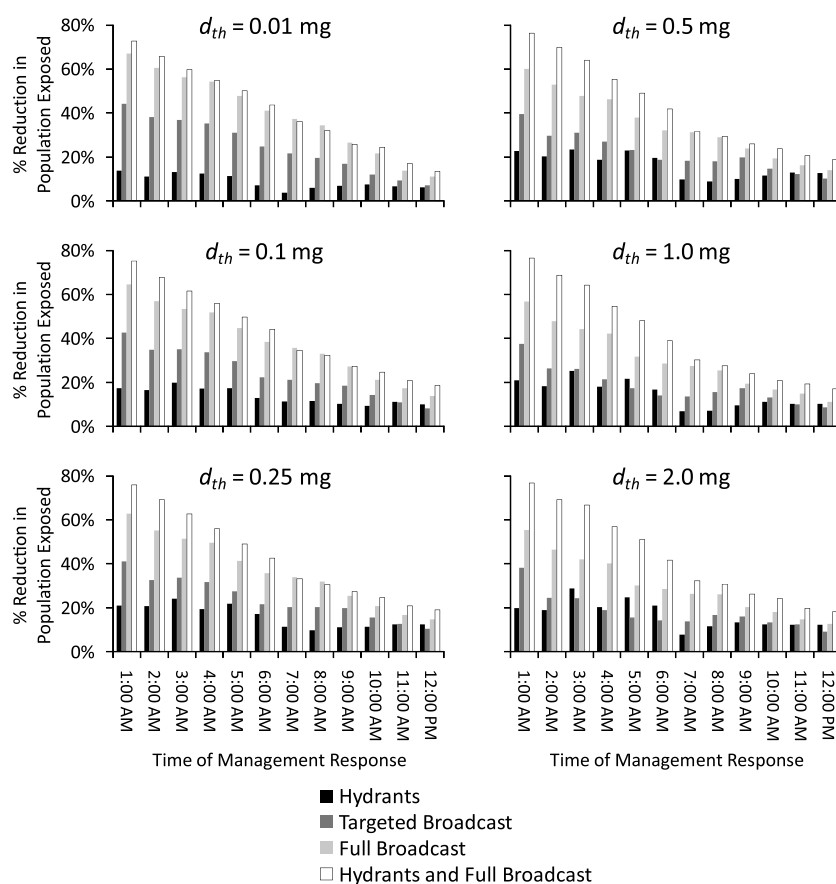 d_th = 0.01 mg
% Reduction in
Population Exposed
80%
60%
40%
20%
0%
d_th = 0.5 mg
d_th = 0.1 mg
% Reduction in
Population Exposed
80%
60%
40%
20%
0%
d_th = 1.0 mg
d_th = 0.25 mg
% Reduction in
Population Exposed
80%
60%
40%
20%
0%
1:00 AM
2:00 AM
3:00 AM
4:00 AM
5:00 AM
6:00 AM
7:00 AM
8:00 AM
9:00 AM
10:00 AM
11:00 AM
12:00 PM
Time of Management Response
d_th = 2.0 mg
1:00 AM
2:00 AM
3:00 AM
4:00 AM
5:00 AM
6:00 AM
7:00 AM
8:00 AM
9:00 AM
10:00 AM
11:00 AM
12:00 PM
Time of Management Response
Hydrants
Targeted Broadcast
Full Broadcast
Hydrants and Full Broadcast